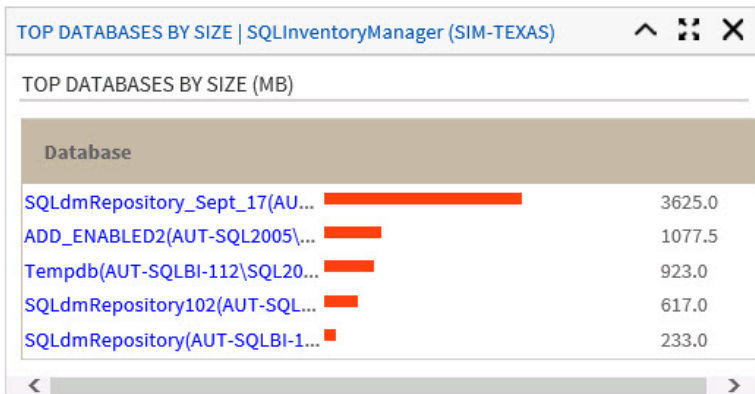 TOP DATABASES BY SIZE | SQLInventoryManager (SIM-TEXAS)
TOP DATABASES BY SIZE (MB)
Database
SQLdmRepository_Sept_17(AU... 3625.0
ADD_ENABLED2(AUT-SQL2005\... 1077.5
Tempdb(AUT-SQLBI-112\SQL20... 923.0
SQLdmRepository102(AUT-SQL... 617.0
SQLdmRepository(AUT-SQLBI-1... 233.0